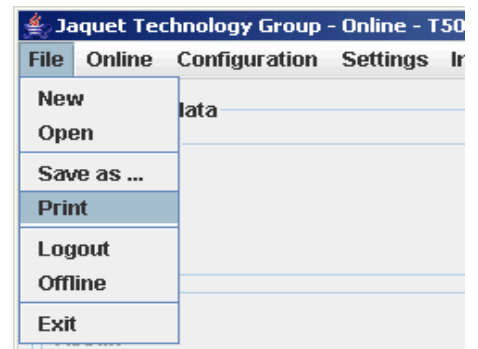 Jaquet Technology Group - Online - T50
File Online Configuration Settings
New
lata
Open
Save as ...
Print
Logout
Offline
Exit